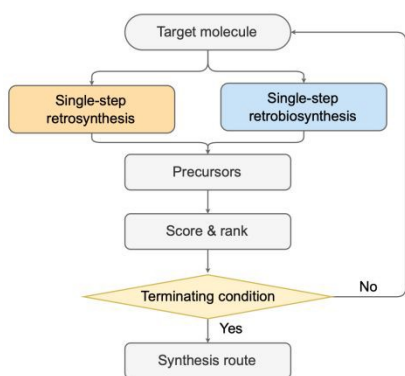 Target molecule
Single-step
retrosynthesis
Single-step
retrobiosynthesis
Precursors
Score & rank
Terminating condition
No
Yes
Synthesis route